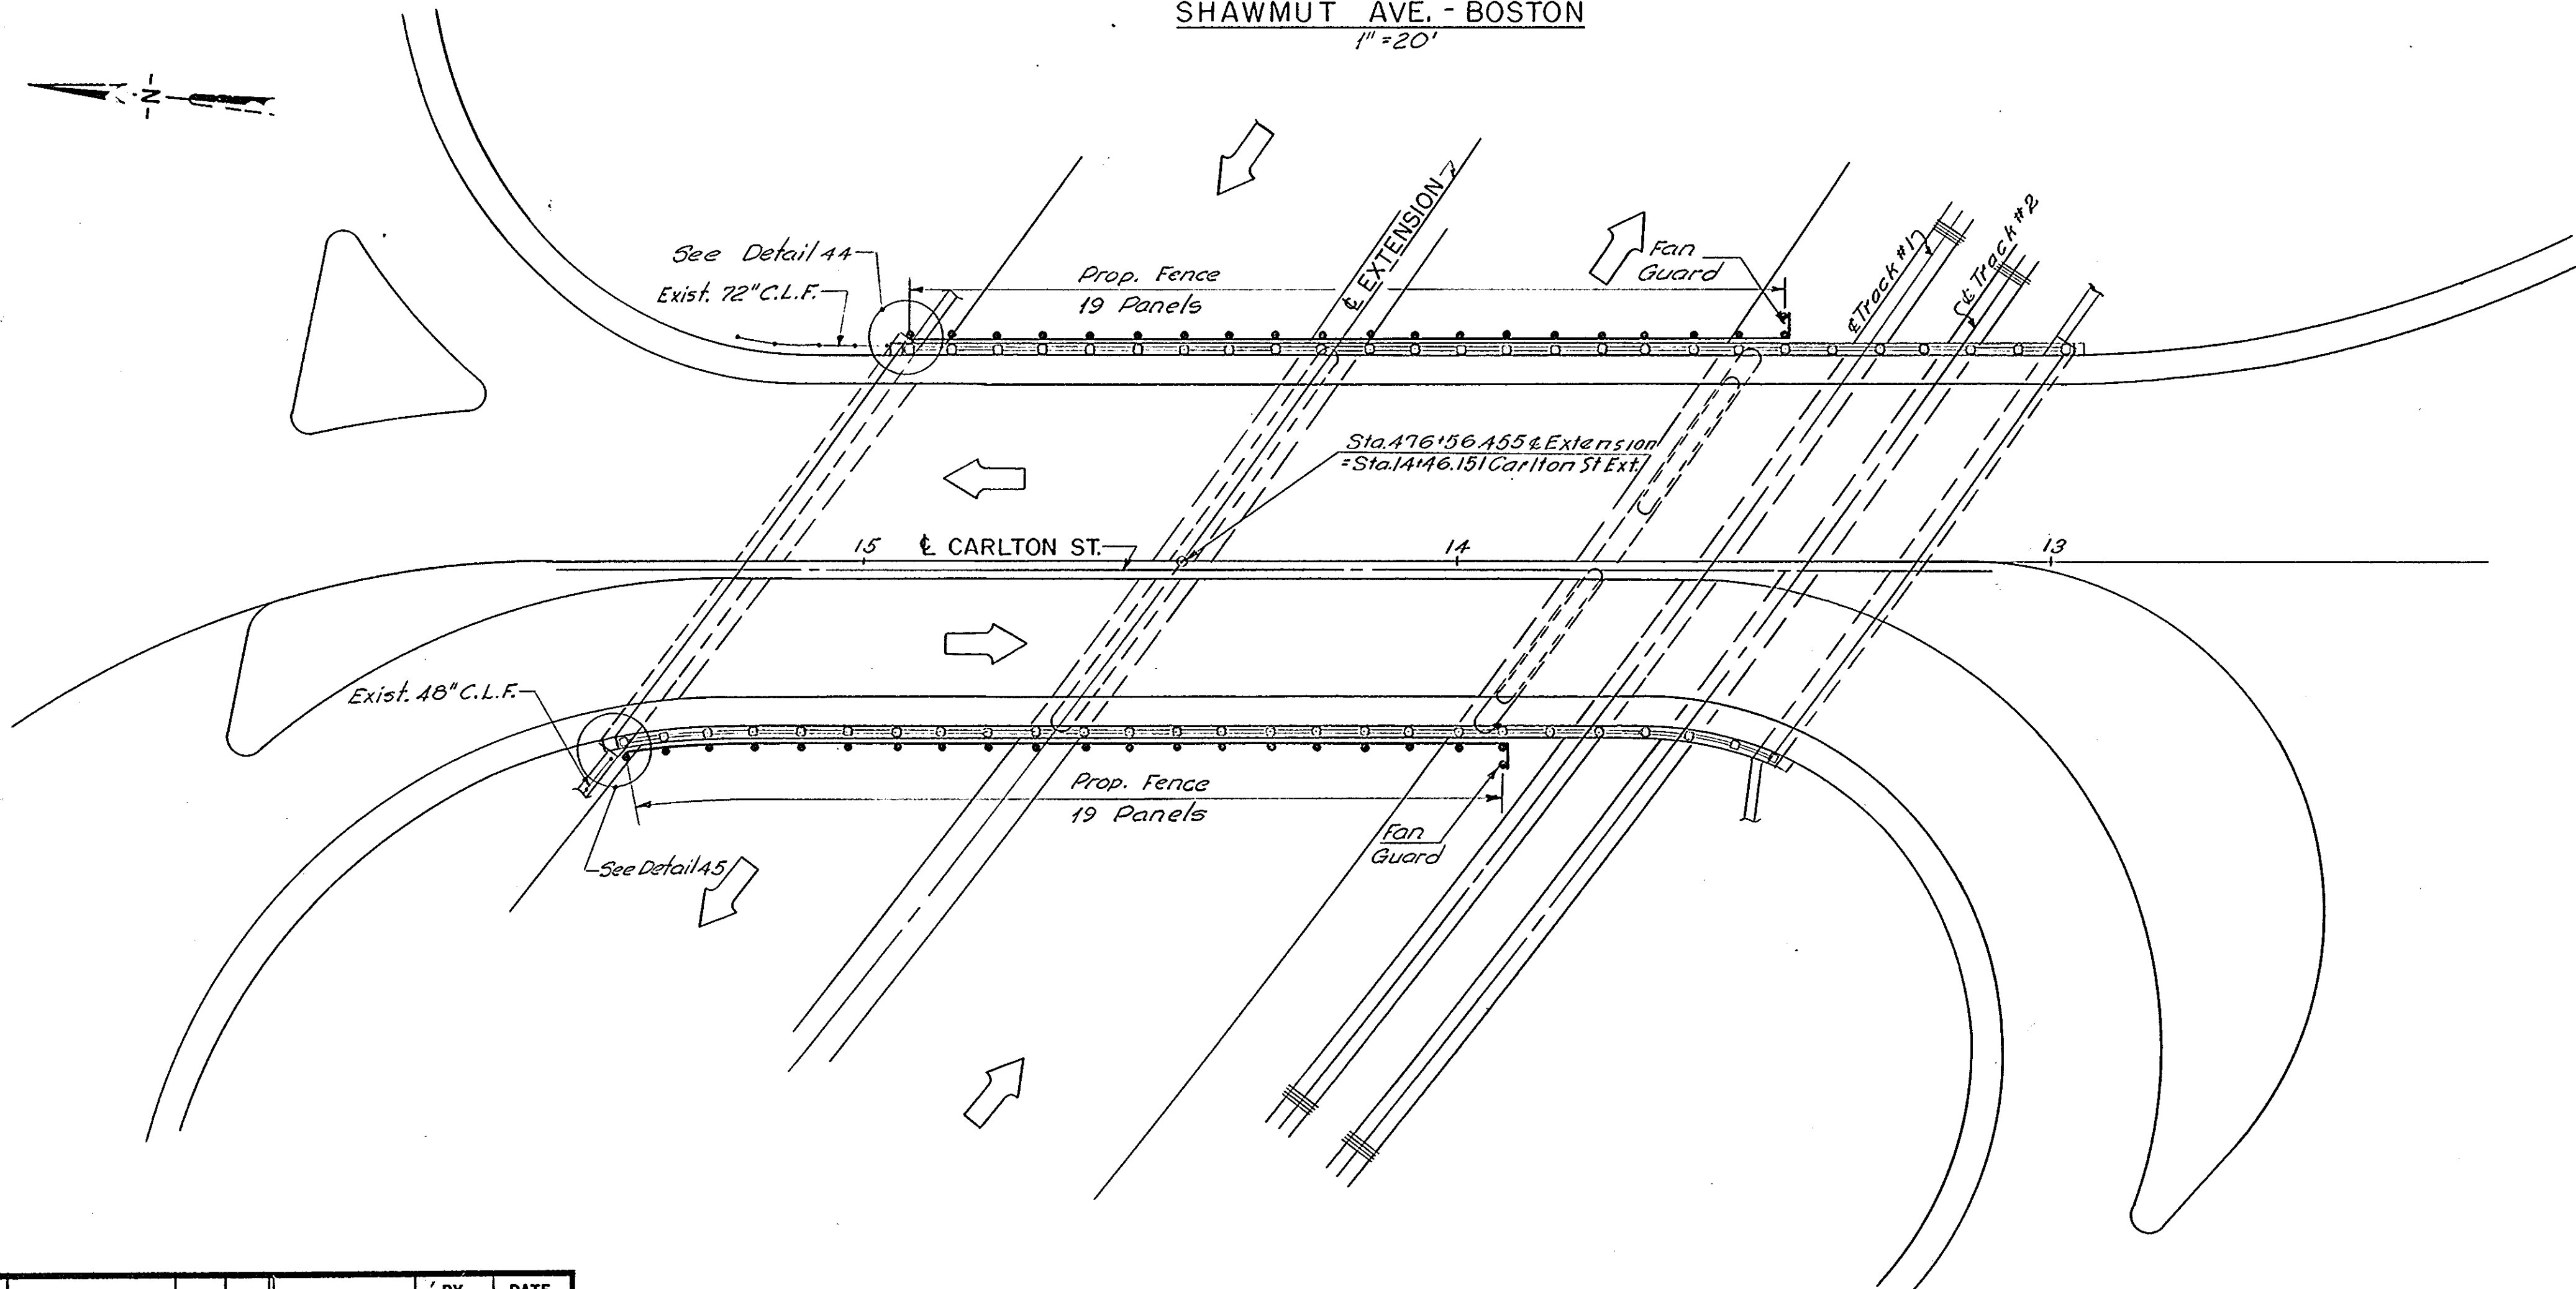 SHAWMUT AVE. - BOSTON
1" = 20'
N
See Detail 44
Exist. 72" C.L.F.
Prop. Fence
19 Panels
℄ EXTENSION
Fan
Guard
℄ Track #1
℄ Track #2
Sta. 476+56.455 ℄ Extension
= Sta. 14+46.151 Carlton St Ext.
15
℄ CARLTON ST.
14
13
Exist. 48" C.L.F.
Prop. Fence
19 Panels
Fan
Guard
See Detail 45
BY DATE